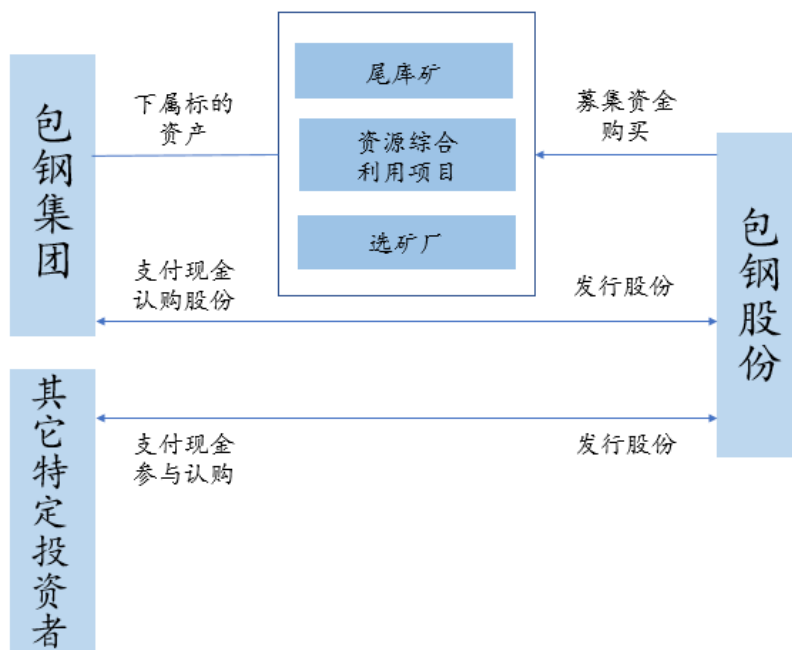 包钢集团
下属标的
资产
尾库矿
资源综合
利用项目
选矿厂
募集资金
购买
包钢股份
支付现金
认购股份
发行股份
其它特定投资者
支付现金
参与认购
发行股份